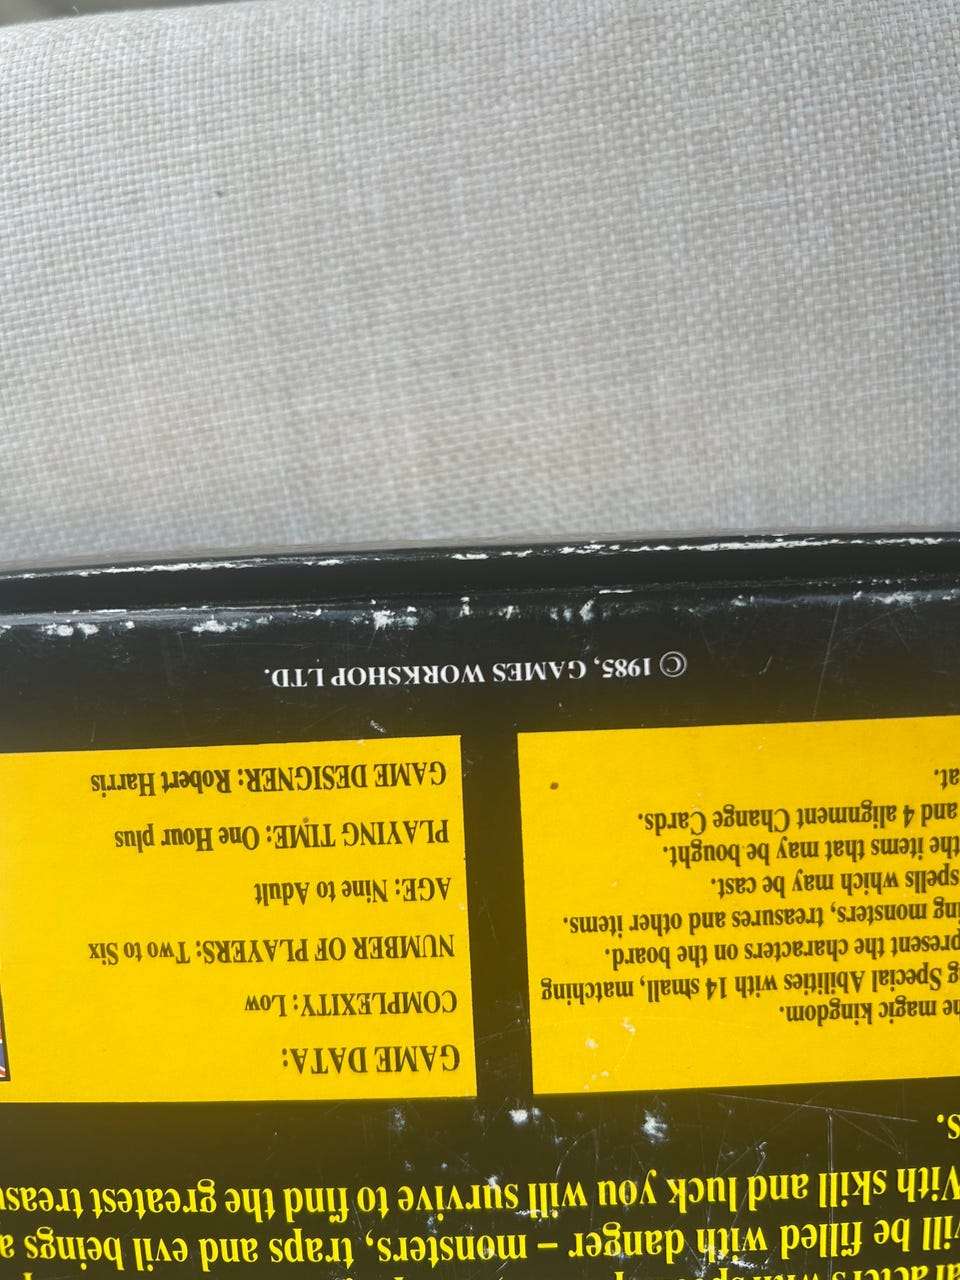 with
will be filled with danger – monsters, traps and evil beings a
With skill and luck you will survive to find the greatest treasu
s.
he magic kingdom.
g Special Abilities with 14 small, matching
present the characters on the board.
ing monsters, treasures and other items.
spells which may be cast.
the items that may be bought.
and 4 alignment Change Cards.
at.
GAME DATA:
COMPLEXITY: Low
NUMBER OF PLAYERS: Two to Six
AGE: Nine to Adult
PLAYING TIME: One Hour plus
GAME DESIGNER: Robert Harris
© 1985, GAMES WORKSHOP LTD.